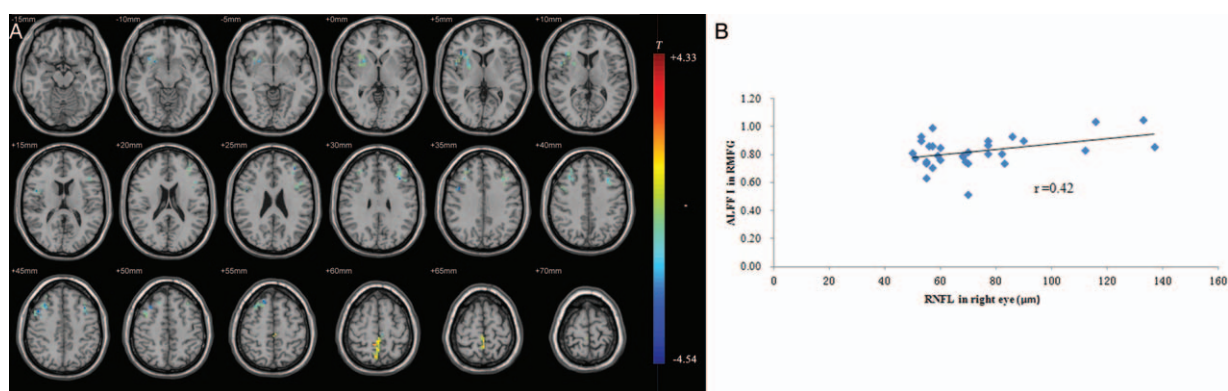 A
-15mm -10mm -5mm +0mm +5mm +10mm
T
+4.33
+15mm +20mm +25mm +30mm +35mm +40mm
+45mm +50mm +55mm +60mm +65mm +70mm
-4.54
B
1.20
1.00
0.80
0.60
0.40
0.20
0.00
0 20 40 60 80 100 120 140 160
ALFF I in RMFG
r=0.42
RNFL in right eye (μm)